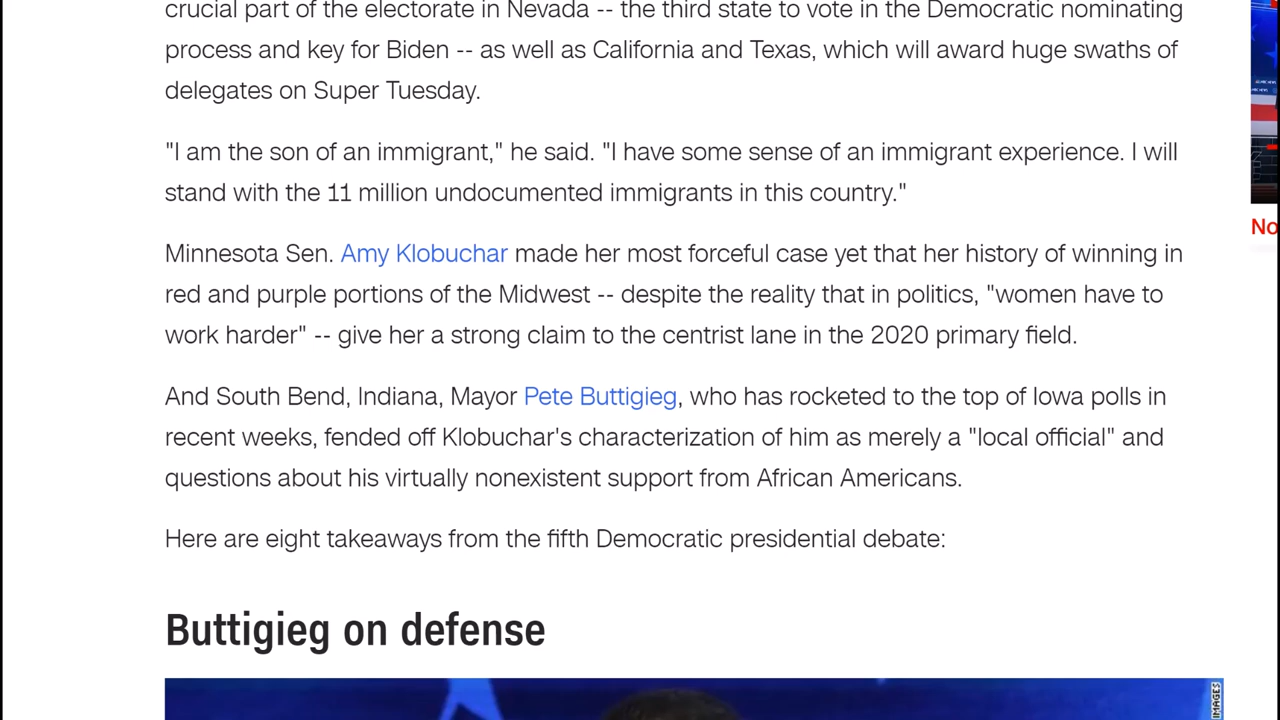 crucial part of the electorate in Nevada -- the third state to vote in the Democratic nominating
process and key for Biden -- as well as California and Texas, which will award huge swaths of
delegates on Super Tuesday.
"I am the son of an immigrant," he said. "I have some sense of an immigrant experience. I will
stand with the 11 million undocumented immigrants in this country."
Minnesota Sen. Amy Klobuchar made her most forceful case yet that her history of winning in
red and purple portions of the Midwest -- despite the reality that in politics, "women have to
work harder" -- give her a strong claim to the centrist lane in the 2020 primary field.
And South Bend, Indiana, Mayor Pete Buttigieg, who has rocketed to the top of Iowa polls in
recent weeks, fended off Klobuchar's characterization of him as merely a "local official" and
questions about his virtually nonexistent support from African Americans.
Here are eight takeaways from the fifth Democratic presidential debate:
Buttigieg on defense
No
IMAGES